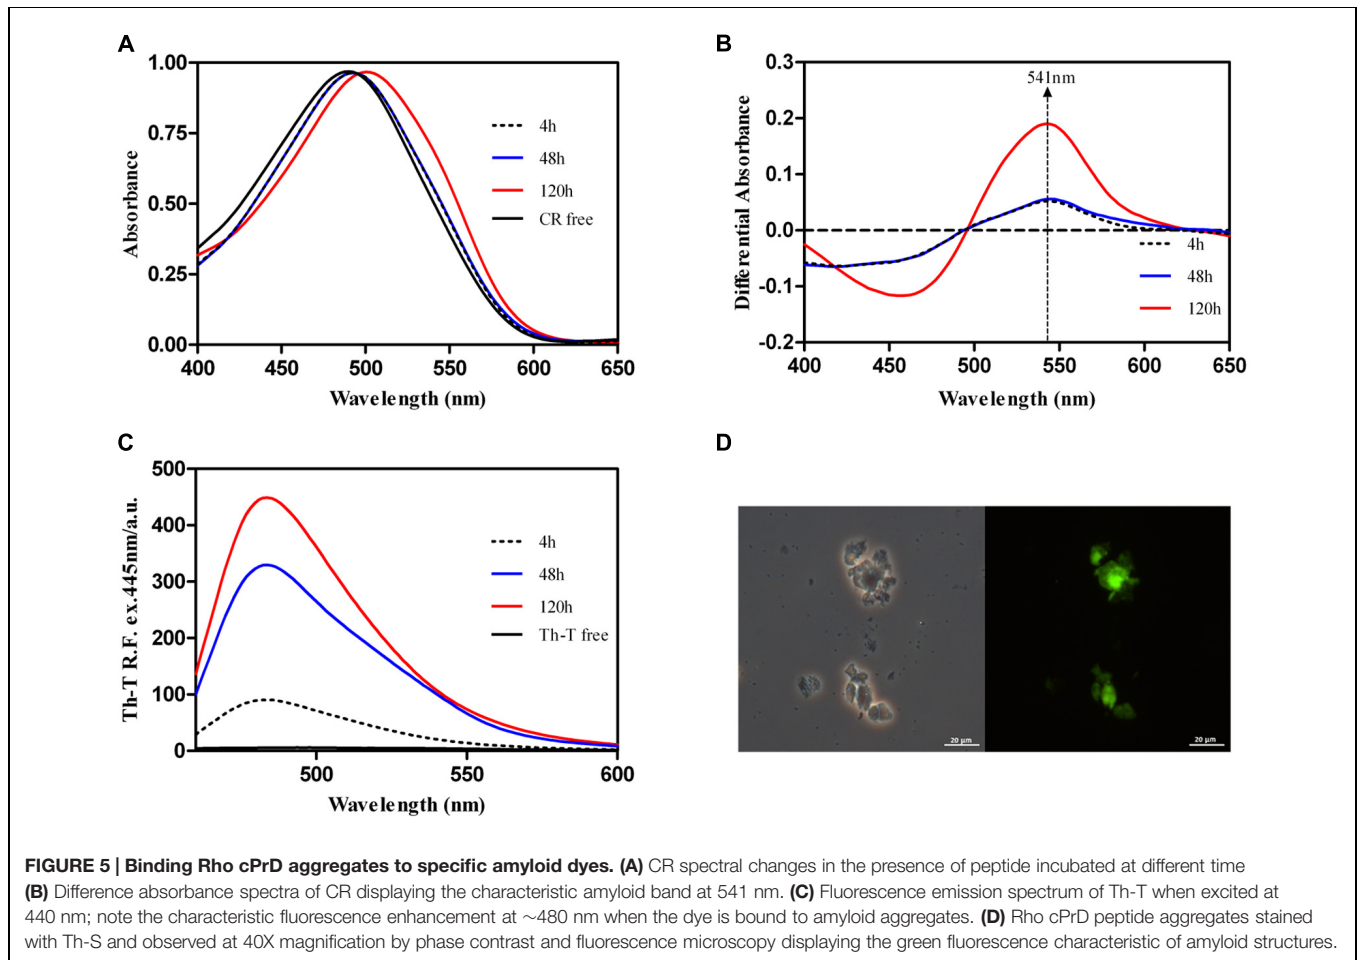 A
1.00
0.75
0.50
0.25
0.00
400
450
500
550
600
650
Absorbance
Wavelength (nm)
4h
48h
120h
CR free
B
0.3
0.2
0.1
0.0
-0.1
-0.2
400
450
500
550
600
650
Differential Absorbance
Wavelength (nm)
541nm
4h
48h
120h
C
500
400
300
200
100
0
500
550
600
Th-T R.F. ex.445nm/a.u.
Wavelength (nm)
4h
48h
120h
Th-T free
D
20 µm
20 µm
FIGURE 5 | Binding Rho cPrD aggregates to specific amyloid dyes. (A) CR spectral changes in the presence of peptide incubated at different time
(B) Difference absorbance spectra of CR displaying the characteristic amyloid band at 541 nm. (C) Fluorescence emission spectrum of Th-T when excited at
440 nm; note the characteristic fluorescence enhancement at ∼480 nm when the dye is bound to amyloid aggregates. (D) Rho cPrD peptide aggregates stained
with Th-S and observed at 40X magnification by phase contrast and fluorescence microscopy displaying the green fluorescence characteristic of amyloid structures.